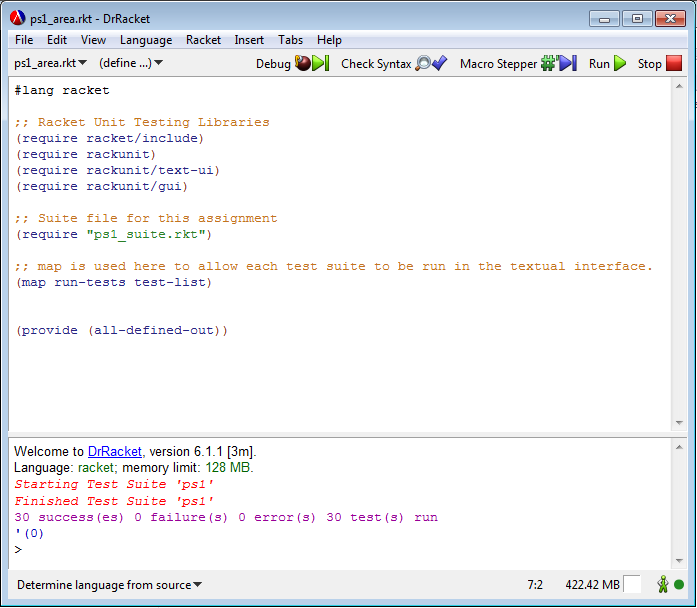 ps1_area.rkt - DrRacket
File Edit View Language Racket Insert Tabs Help
ps1_area.rkt (define ...) Debug Check Syntax Macro Stepper Run Stop
#lang racket
;; Racket Unit Testing Libraries
(require racket/include)
(require rackunit)
(require rackunit/text-ui)
(require rackunit/gui)
;; Suite file for this assignment
(require "ps1_suite.rkt")
;; map is used here to allow each test suite to be run in the textual interface.
(map run-tests test-list)
(provide (all-defined-out))
Welcome to DrRacket, version 6.1.1 [3m].
Language: racket; memory limit: 128 MB.
Starting Test Suite 'ps1'
Finished Test Suite 'ps1'
30 success(es) 0 failure(s) 0 error(s) 30 test(s) run
'(0)
>
Determine language from source 7:2 422.42 MB